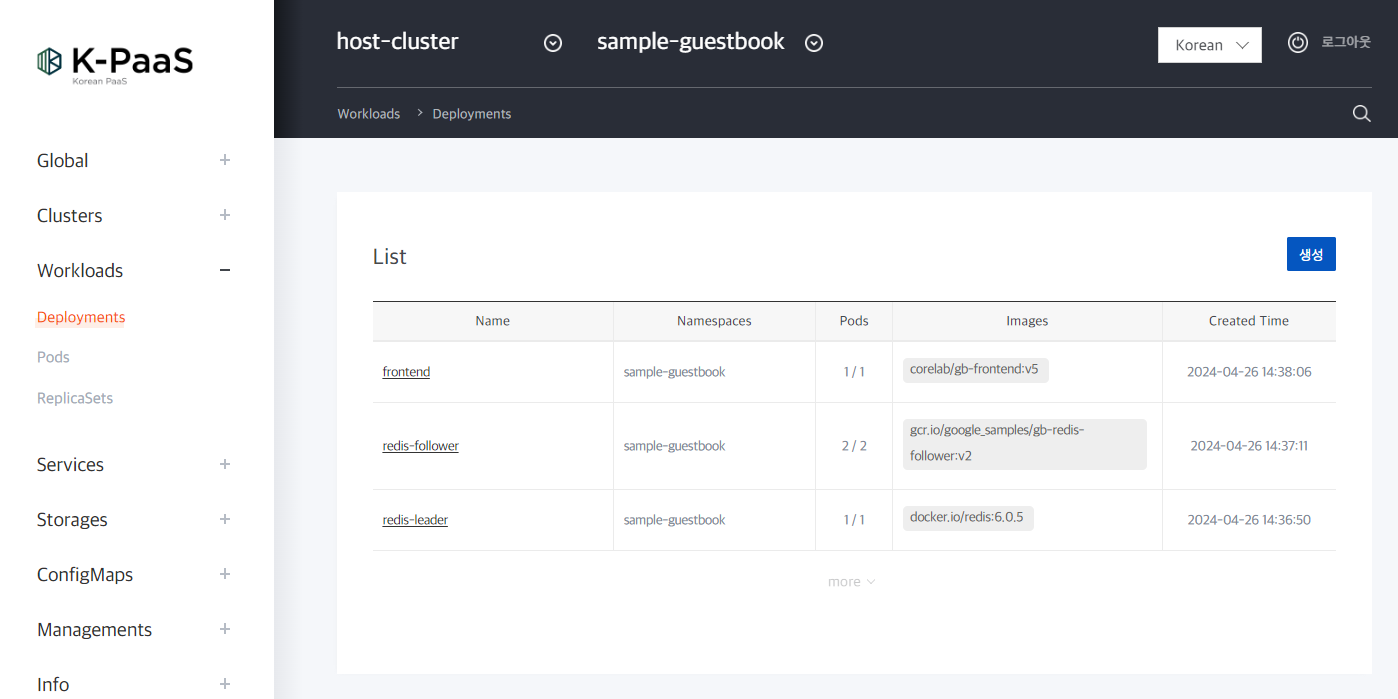 K-PaaS
Korean PaaS
Global
Clusters
Workloads
Deployments
Pods
ReplicaSets
Services
Storages
ConfigMaps
Managements
Info
host-cluster
sample-guestbook
Korean
로그아웃
Workloads > Deployments
List
생성
Name Namespaces Pods Images Created Time
frontend sample-guestbook 1 / 1 corelab/gb-frontend:v5 2024-04-26 14:38:06
redis-follower sample-guestbook 2 / 2 gcr.io/google_samples/gb-redis-
follower:v2 2024-04-26 14:37:11
redis-leader sample-guestbook 1 / 1 docker.io/redis:6.0.5 2024-04-26 14:36:50
more